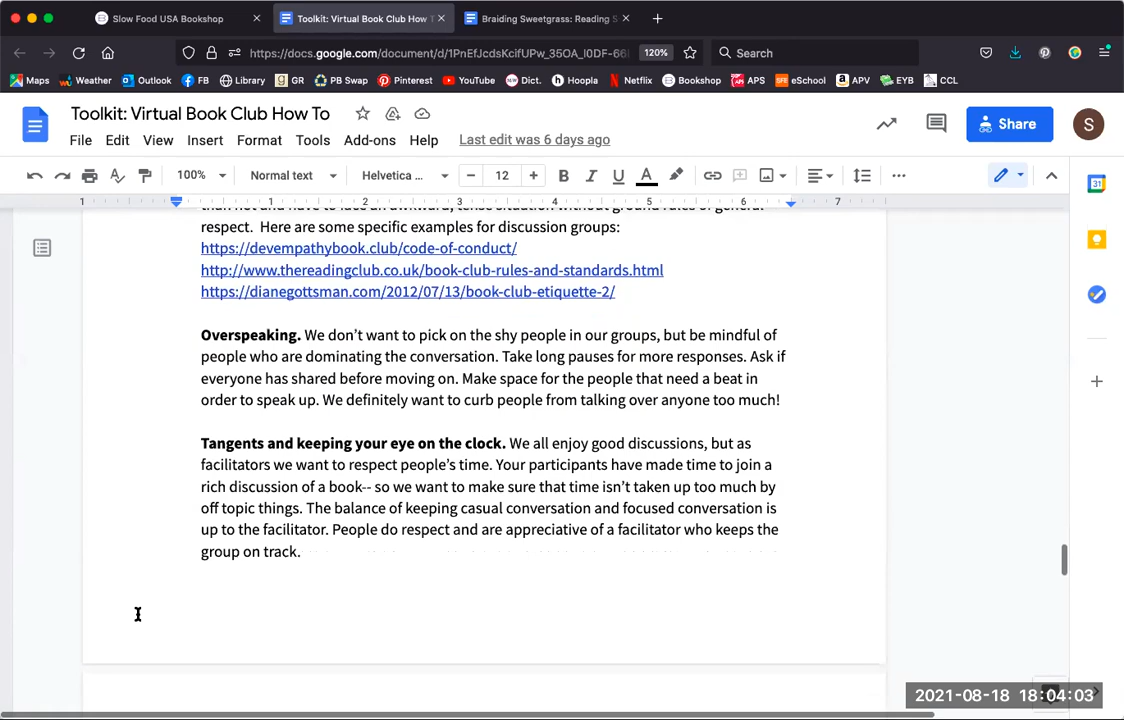 Slow Food USA Bookshop
Toolkit: Virtual Book Club How T
Braiding Sweetgrass: Reading S
https://docs.google.com/document/d/1PnEfJcdsKcifUPw_35OA_I0DF-66
120%
Search
Maps Weather Outlook FB Library GR PB Swap Pinterest YouTube Dict. Hoopla Netflix Bookshop APS eSchool APV EYB CCL
Toolkit: Virtual Book Club How To
Share
S
File Edit View Insert Format Tools Add-ons Help Last edit was 6 days ago
100% Normal text Helvetica ... 12 B I U A
1 1 2 3 4 5 6 7
respect. Here are some specific examples for discussion groups:
https://devempathybook.club/code-of-conduct/
http://www.thereadingclub.co.uk/book-club-rules-and-standards.html
https://dianegottsman.com/2012/07/13/book-club-etiquette-2/
Overspeaking. We don’t want to pick on the shy people in our groups, but be mindful of
people who are dominating the conversation. Take long pauses for more responses. Ask if
everyone has shared before moving on. Make space for the people that need a beat in
order to speak up. We definitely want to curb people from talking over anyone too much!
Tangents and keeping your eye on the clock. We all enjoy good discussions, but as
facilitators we want to respect people’s time. Your participants have made time to join a
rich discussion of a book-- so we want to make sure that time isn’t taken up too much by
off topic things. The balance of keeping casual conversation and focused conversation is
up to the facilitator. People do respect and are appreciative of a facilitator who keeps the
group on track.
2021-08-18 18:04:03